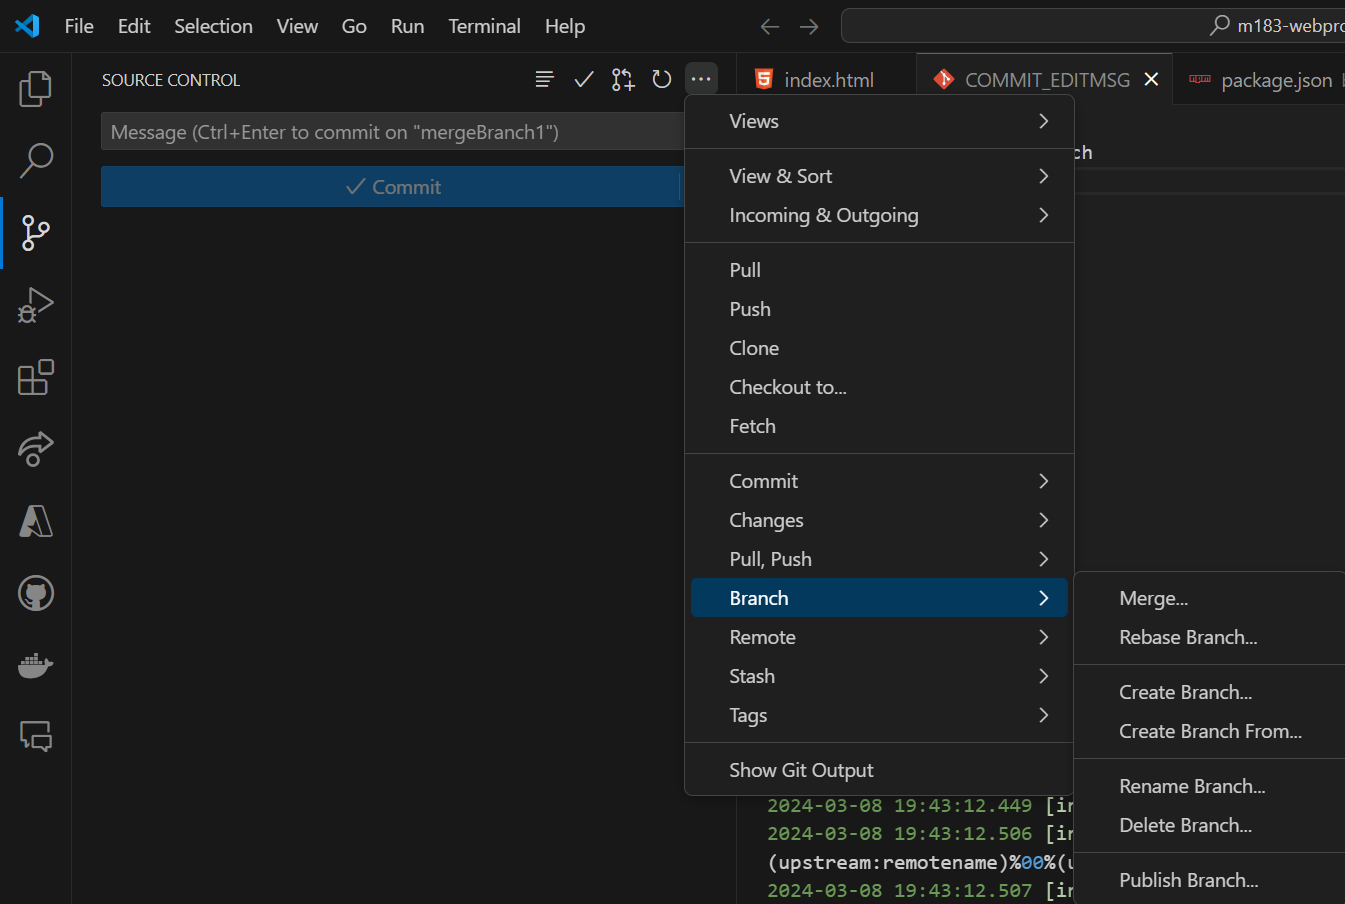 File Edit Selection View Go Run Terminal Help
m183-webpro
SOURCE CONTROL
index.html
COMMIT_EDITMSG
package.json
Message (Ctrl+Enter to commit on "mergeBranch1")
Commit
Views
ch
View & Sort
Incoming & Outgoing
Pull
Push
Clone
Checkout to...
Fetch
Commit
Changes
Pull, Push
Branch
Remote
Stash
Tags
Show Git Output
Merge...
Rebase Branch...
Create Branch...
Create Branch From...
Rename Branch...
Delete Branch...
Publish Branch...
2024-03-08 19:43:12.449 [in
2024-03-08 19:43:12.506 [in
(upstream:remotename)%00%(u
2024-03-08 19:43:12.507 [in